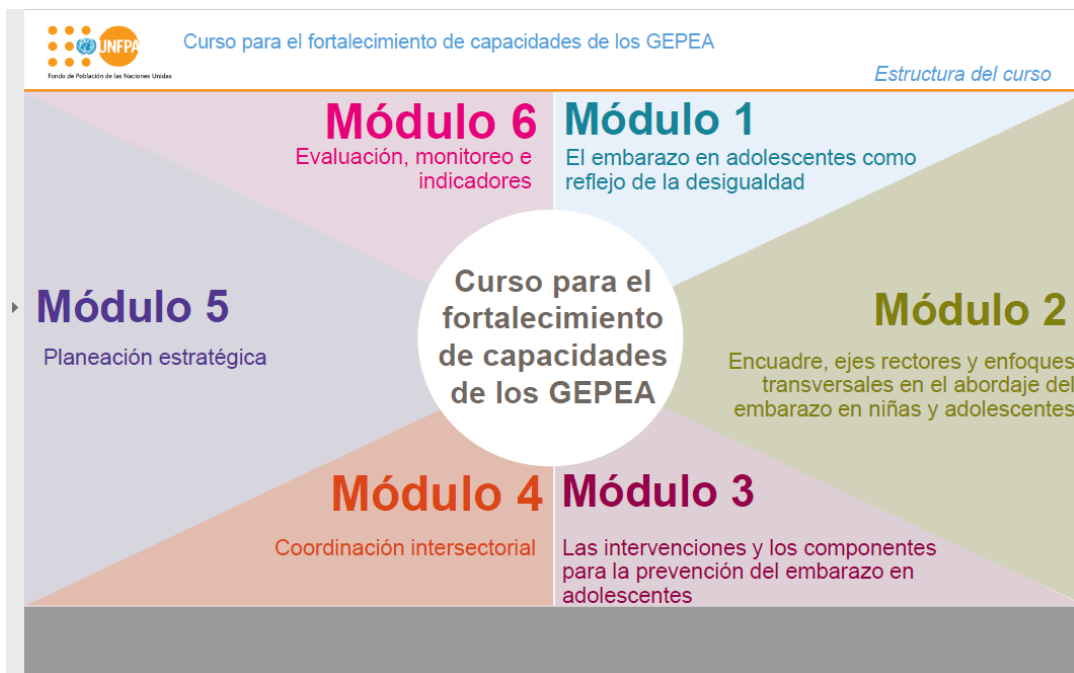 UNFPA
Fondo de Población de las Naciones Unidas
Curso para el fortalecimiento de capacidades de los GEPEA
Estructura del curso
Módulo 6
Evaluación, monitoreo e
indicadores
Módulo 1
El embarazo en adolescentes como
reflejo de la desigualdad
Módulo 5
Planeación estratégica
Curso para el
fortalecimiento
de capacidades
de los GEPEA
Módulo 2
Encuadre, ejes rectores y enfoques
transversales en el abordaje del
embarazo en niñas y adolescentes
Módulo 4
Coordinación intersectorial
Módulo 3
Las intervenciones y los componentes
para la prevención del embarazo en
adolescentes